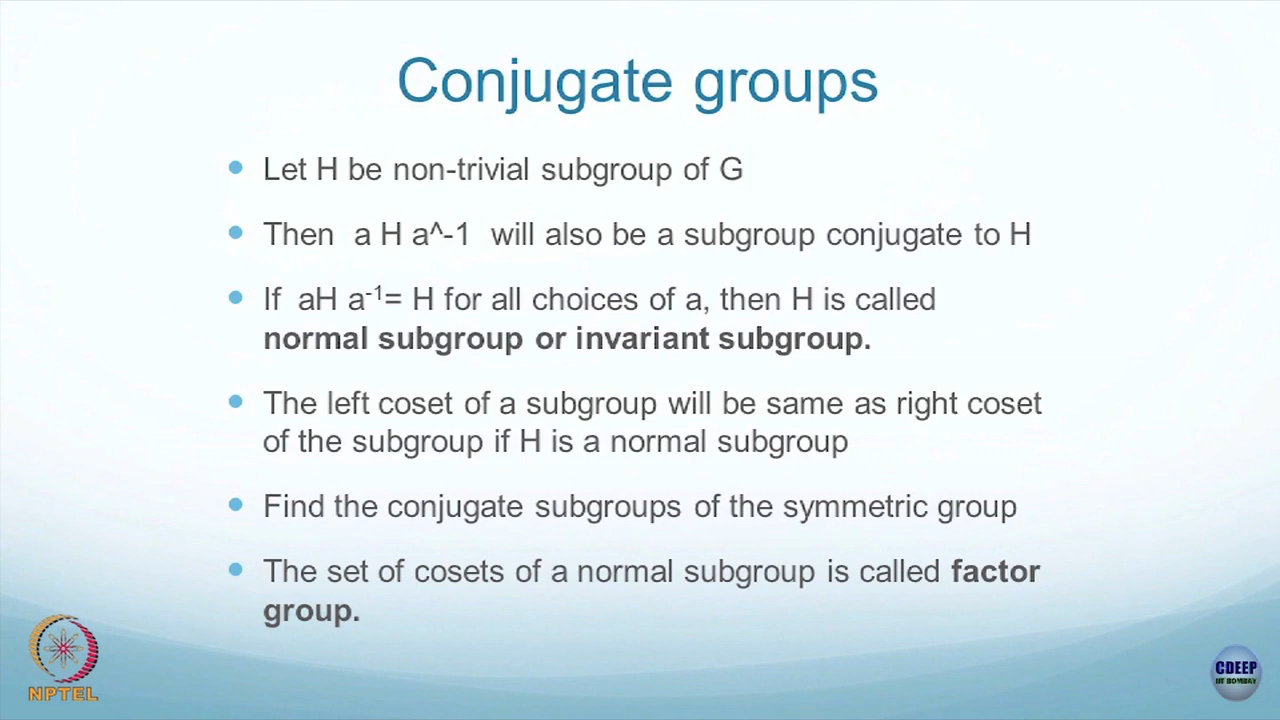 Conjugate groups
Let H be non-trivial subgroup of G
Then a H a^-1 will also be a subgroup conjugate to H
If aH a⁻¹= H for all choices of a, then H is called
normal subgroup or invariant subgroup.
The left coset of a subgroup will be same as right coset
of the subgroup if H is a normal subgroup
Find the conjugate subgroups of the symmetric group
The set of cosets of a normal subgroup is called factor
group.
NPTEL
CDEEP
IIT BOMBAY